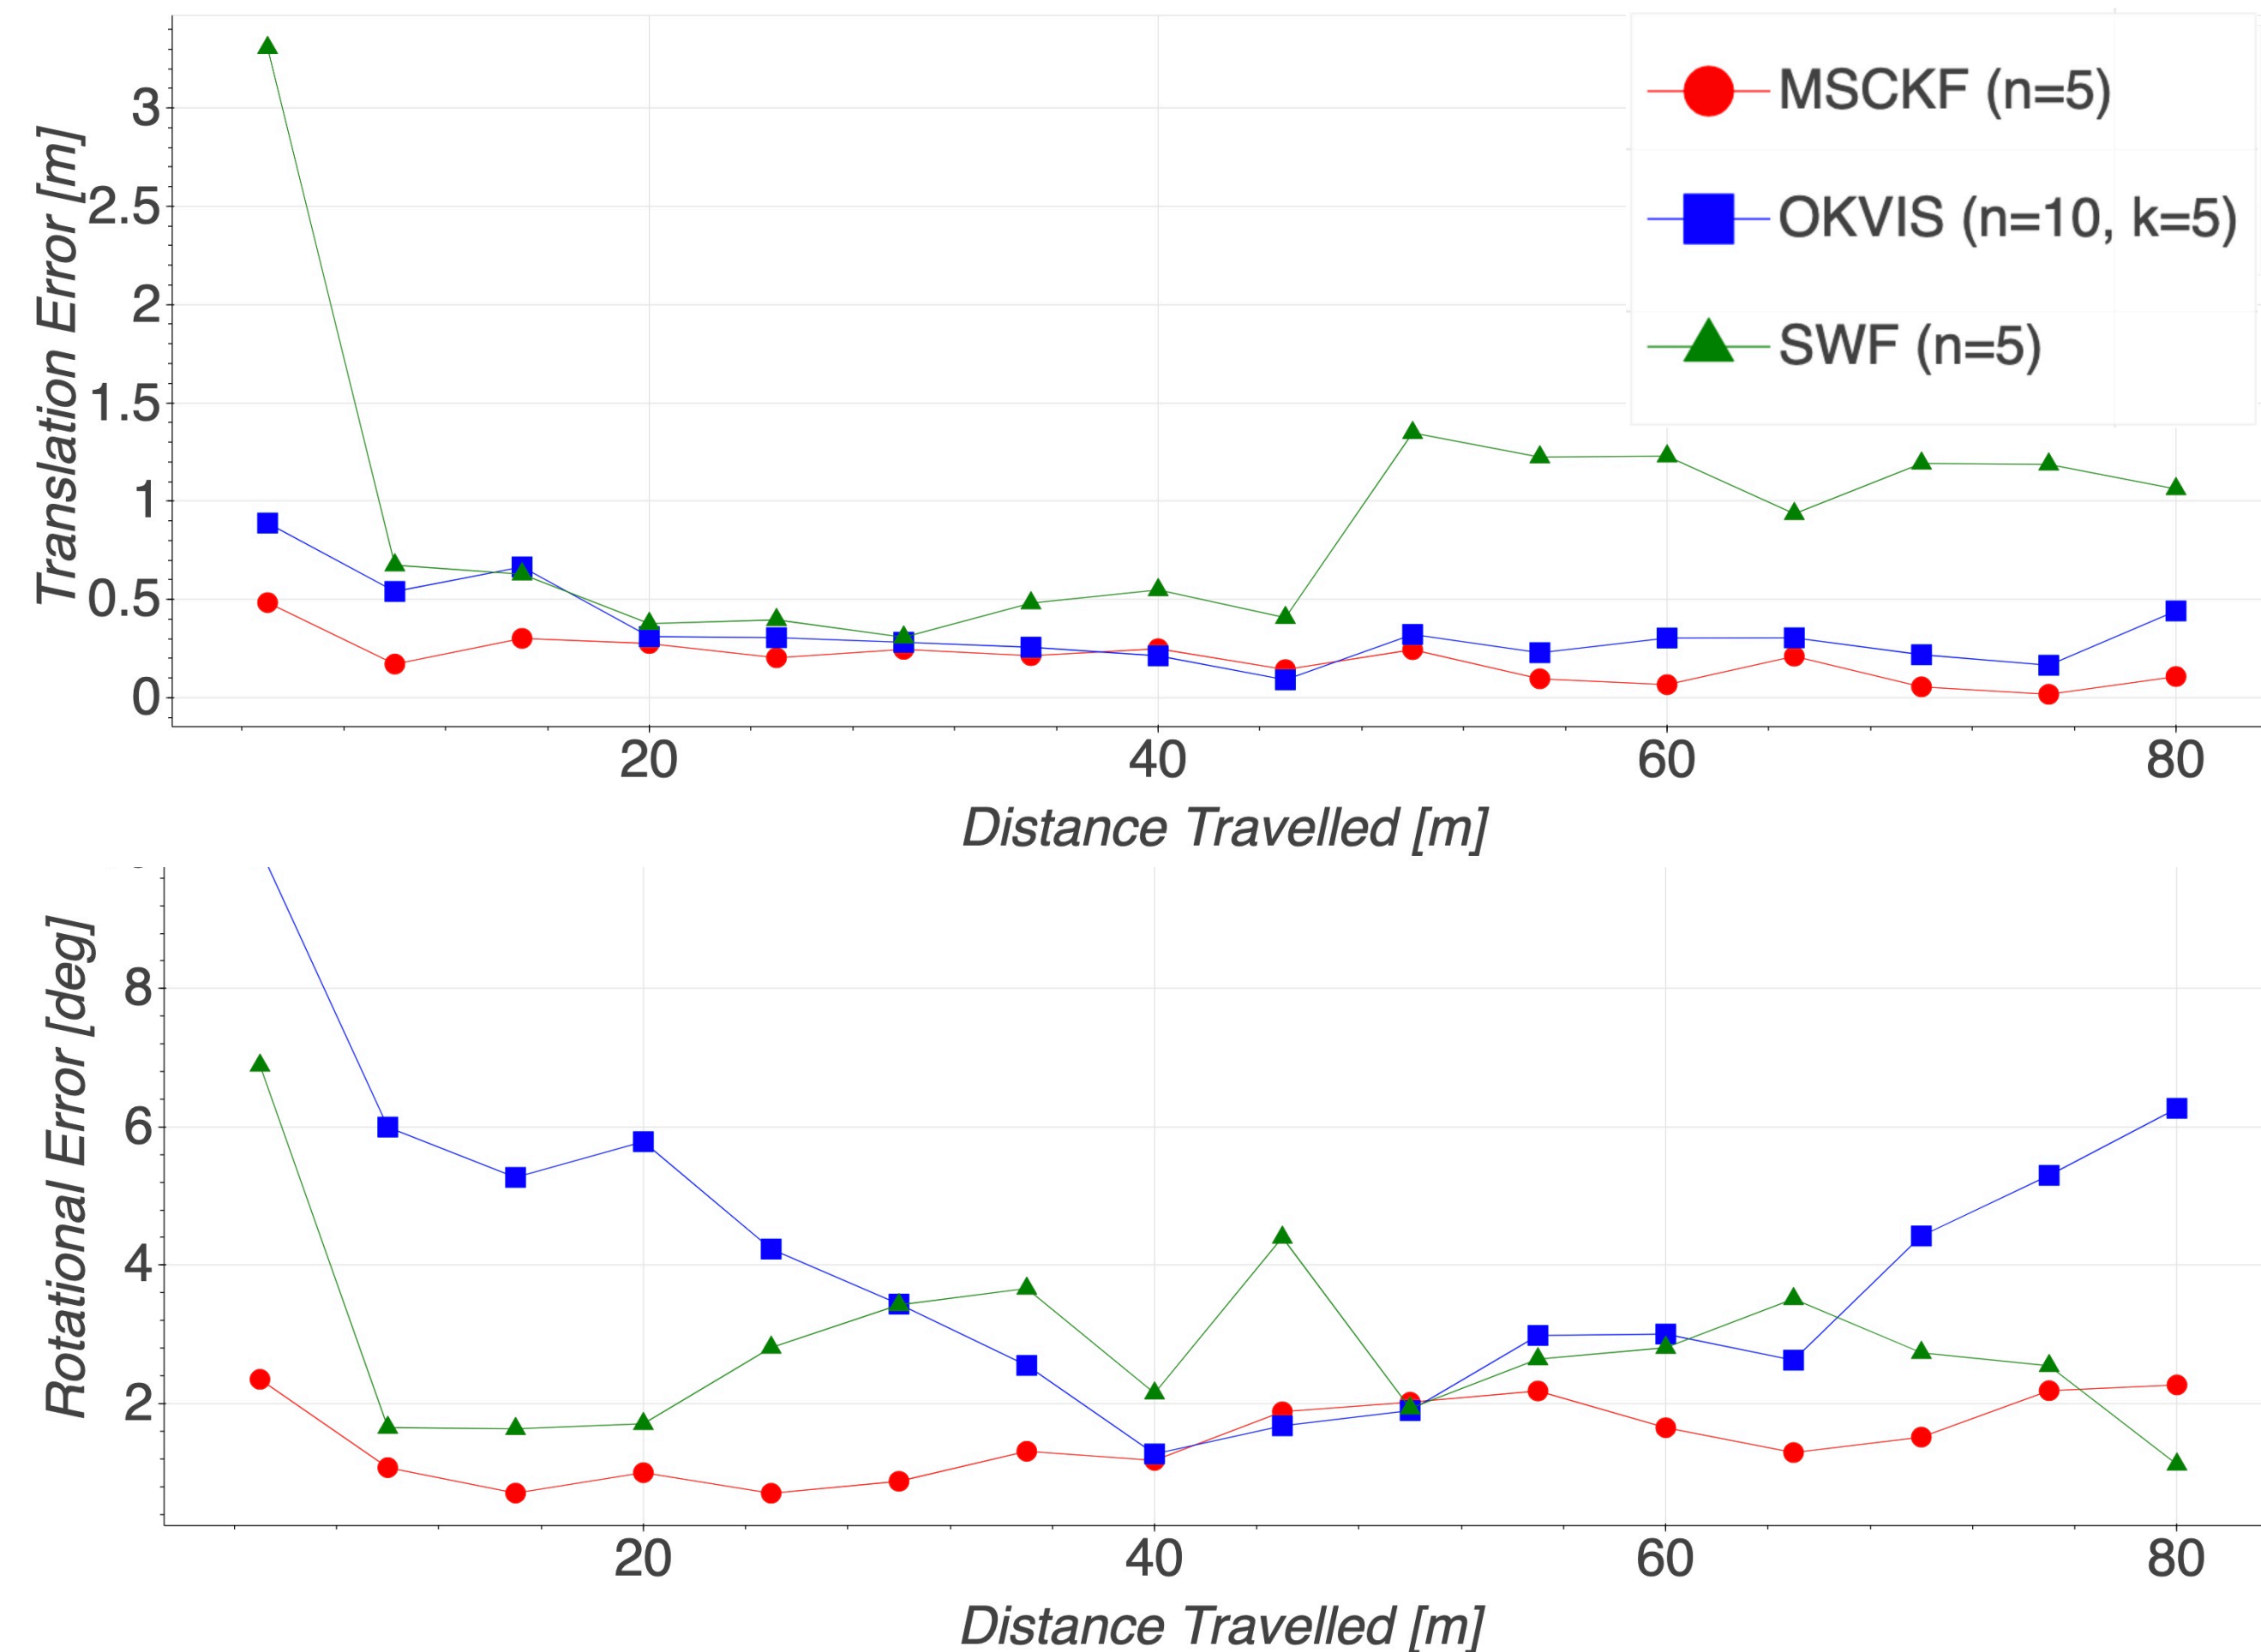 Translation Error [m]
3
2.5
2
1.5
1
0.5
0
20 40 60 80
Distance Travelled [m]
MSCKF (n=5)
OKVIS (n=10, k=5)
SWF (n=5)
Rotational Error [deg]
8
6
4
2
20 40 60 80
Distance Travelled [m]